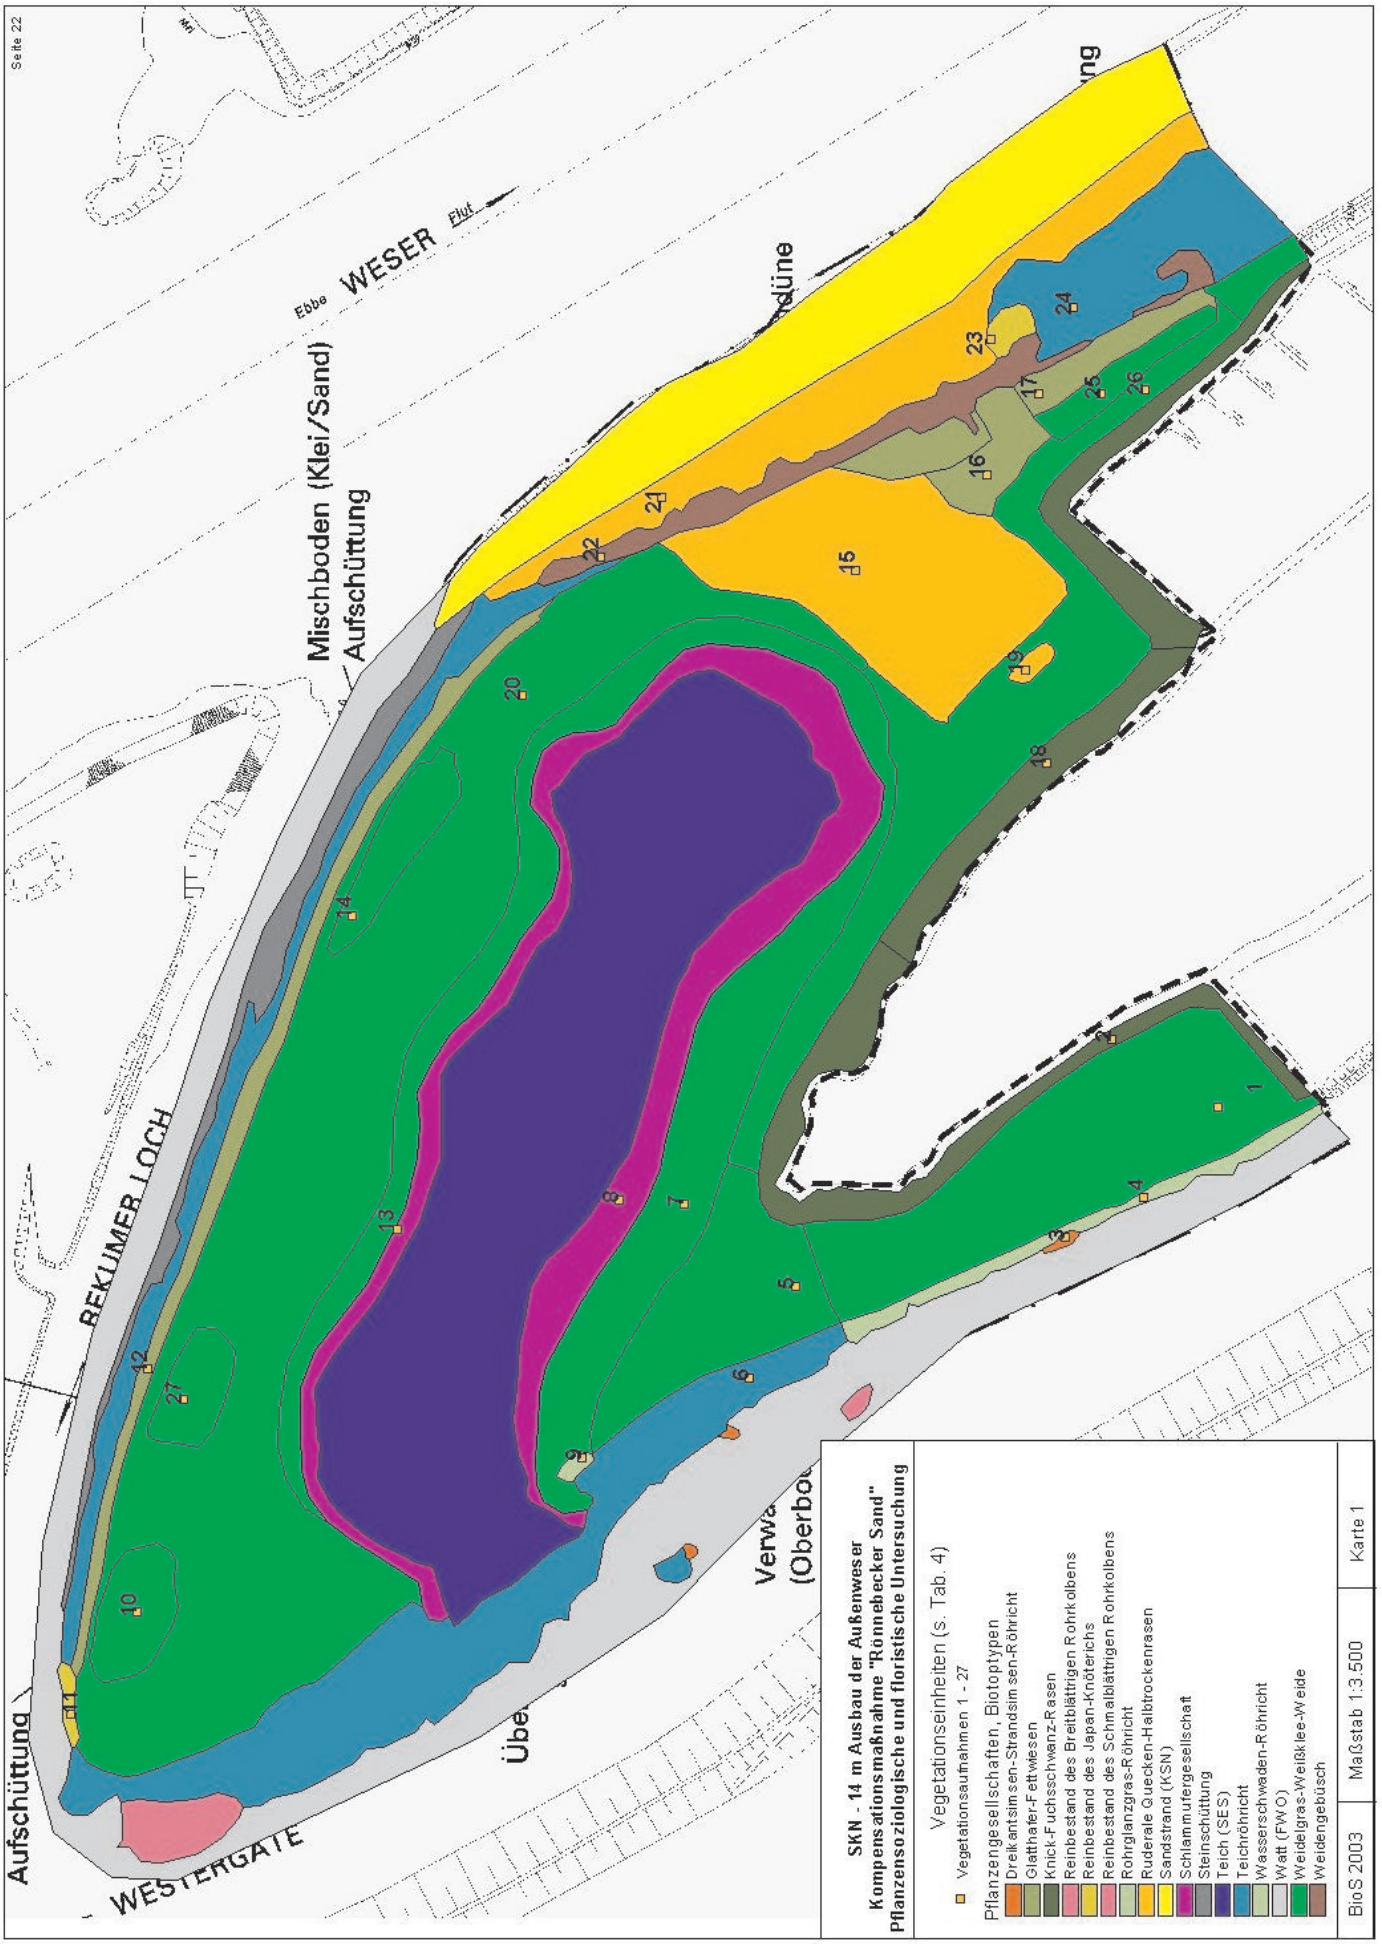 Seite 22
Aufschüttung
WESTERGATE
REKUMER LOCH
Mischboden (Klei/Sand)
Aufschüttung
Ebbe
WESER
Flut
düne
ng
Übe
Verwa
(Oberbo
1
2
3
4
5
6
7
8
9
10
11
12
13
14
15
16
17
18
19
20
21
22
23
24
25
26
27
SKN - 14 m Ausbau der Außenweser
Kompensationsmaßnahme "Rönnebecker Sand"
Pflanzensoziologische und floristische Untersuchung
Vegetationseinheiten (s. Tab. 4)
Vegetationsaufnahmen 1 - 27
Pflanzengesellschaften, Biotoptypen
Dreikantsimsen-Strandsimsen-Röhricht
Glatthafer-Fettwiesen
Knick-Fuchsschwanz-Rasen
Reinbestand des Breitblättrigen Rohrkolbens
Reinbestand des Japan-Knöterichs
Reinbestand des Schmalblättrigen Rohrkolbens
Rohrglanzgras-Röhricht
Ruderale Quecken-Halbtrockenrasen
Sandstrand (KSN)
Schlammufergesellschaft
Steinschüttung
Teich (SES)
Teichröhricht
Wasserschwaden-Röhricht
Watt (FWO)
Weidelgras-Weißklee-Weide
Weidengebüsch
BioS 2003
Maßstab 1:3.500
Karte 1